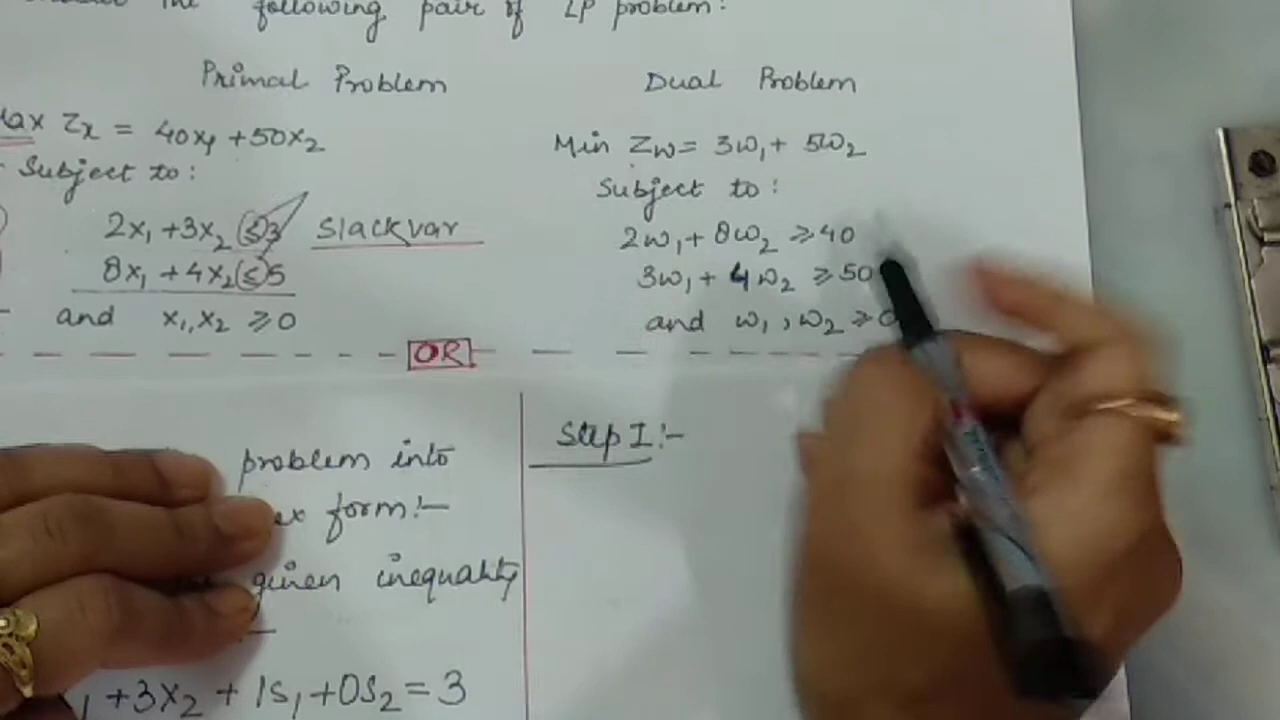 following pair of LP problem:
Primal Problem
Max Zx = 40x1 + 50x2
Subject to:
2x1 + 3x2 ≤ 3 Slack var
8x1 + 4x2 ≤ 5
and x1, x2 ≥ 0
Dual Problem
Min Zw = 3w1 + 5w2
Subject to:
2w1 + 8w2 ≥ 40
3w1 + 4w2 ≥ 50
and w1, w2 ≥ 0
OR
problem into
form:-
given inequality
+3x2 + 1s1 + 0s2 = 3
Step I:-